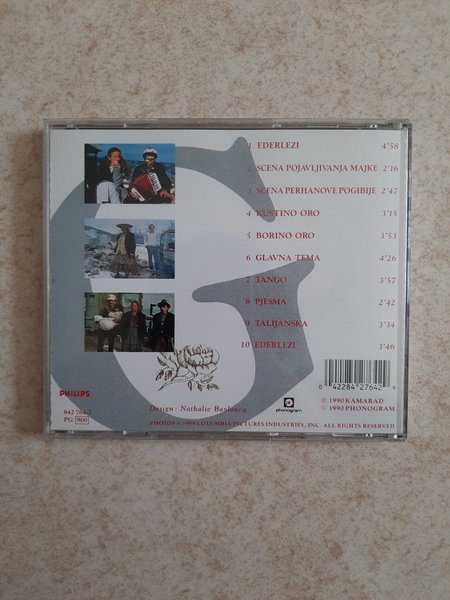 1 EDERLEZI 4'58
2 SCENA POJAVLJIVANJA MAJKE 2'16
3 SCENA PERHANOVE POGIBIJE 2'47
4 KUSTINO ORO 3'15
5 BORINO ORO 3'53
6 GLAVNA TEMA 4'26
7 TANGO 3'57
8 PJESMA 2'42
9 TALIJANSKA 3'34
10 EDERLEZI 3'46
0 42284 27642 9
PHILIPS
842 764-2
PG 900
Design: Nathalie
phonogram
℗ 1990 KAMARAD
© 1990 PHONOGRAM
PHOTOS © 1989 COLUMBIA PICTURES INDUSTRIES, INC. ALL RIGHTS RESERVED